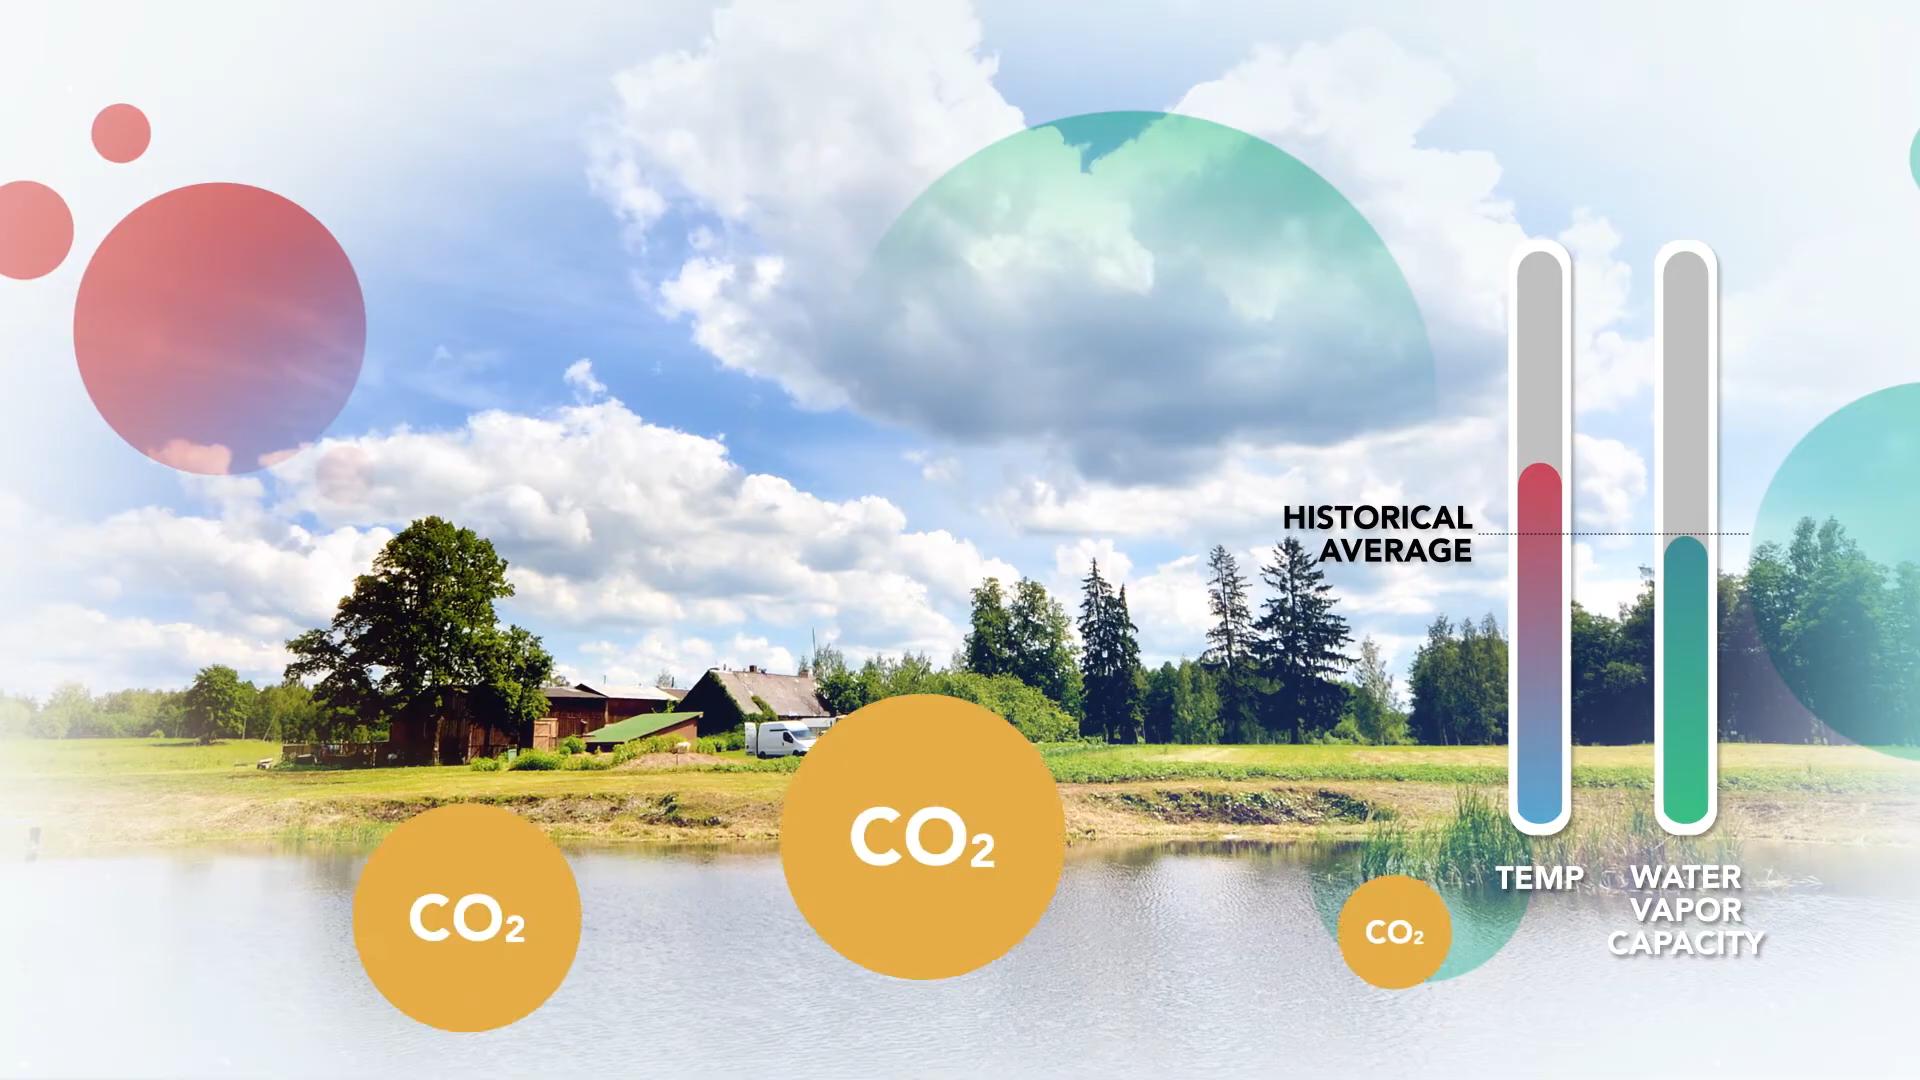 HISTORICAL
AVERAGE
CO₂
CO₂
CO₂
TEMP
WATER
VAPOR
CAPACITY